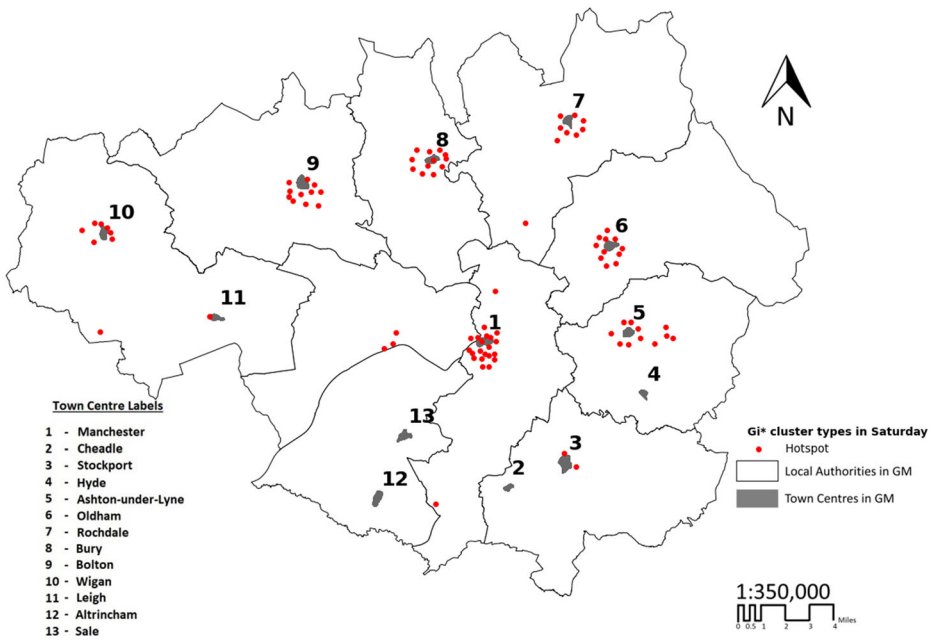 7
8
9
N
10
6
11
1
5
4
Town Centre Labels
13
Gi* cluster types in Saturday
1 - Manchester
3
Hotspot
2 - Cheadle
2
Local Authorities in GM
3 - Stockport
12
4 - Hyde
Town Centres in GM
5 - Ashton-under-Lyne
6 - Oldham
7 - Rochdale
8 - Bury
9 - Bolton
10 - Wigan
11 - Leigh
12 - Altrincham
13 - Sale
1:350,000
Miles
0 0.5 1 2 3 4